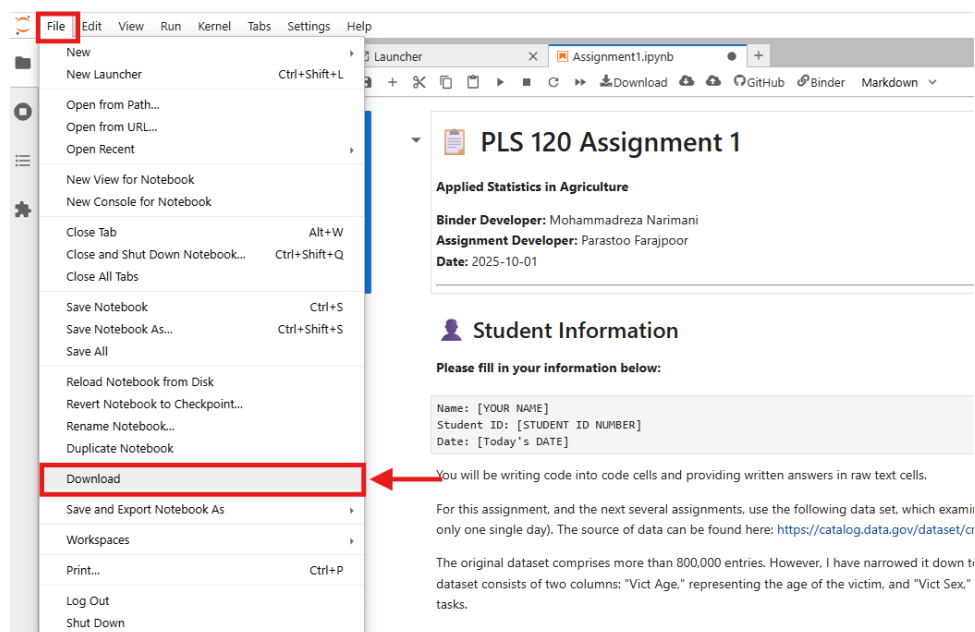 File Edit View Run Kernel Tabs Settings Help
New
New Launcher Ctrl+Shift+L
Open from Path...
Open from URL...
Open Recent
New View for Notebook
New Console for Notebook
Close Tab Alt+W
Close and Shut Down Notebook... Ctrl+Shift+Q
Close All Tabs
Save Notebook Ctrl+S
Save Notebook As... Ctrl+Shift+S
Save All
Reload Notebook from Disk
Revert Notebook to Checkpoint...
Rename Notebook...
Duplicate Notebook
Download
Save and Export Notebook As
Workspaces
Print... Ctrl+P
Log Out
Shut Down
Launcher Assignment1.ipynb
Download GitHub Binder Markdown
PLS 120 Assignment 1
Applied Statistics in Agriculture
Binder Developer: Mohammadreza Narimani
Assignment Developer: Parastoo Farajpoor
Date: 2025-10-01
Student Information
Please fill in your information below:
Name: [YOUR NAME]
Student ID: [STUDENT ID NUMBER]
Date: [Today's DATE]
You will be writing code into code cells and providing written answers in raw text cells.
For this assignment, and the next several assignments, use the following data set, which
only one single day). The source of data can be found here: https://catalog.data.gov/dataset/
The original dataset comprises more than 800,000 entries. However, I have narrowed it down
dataset consists of two columns: "Vict Age," representing the age of the victim, and "Vict Sex,"
tasks.